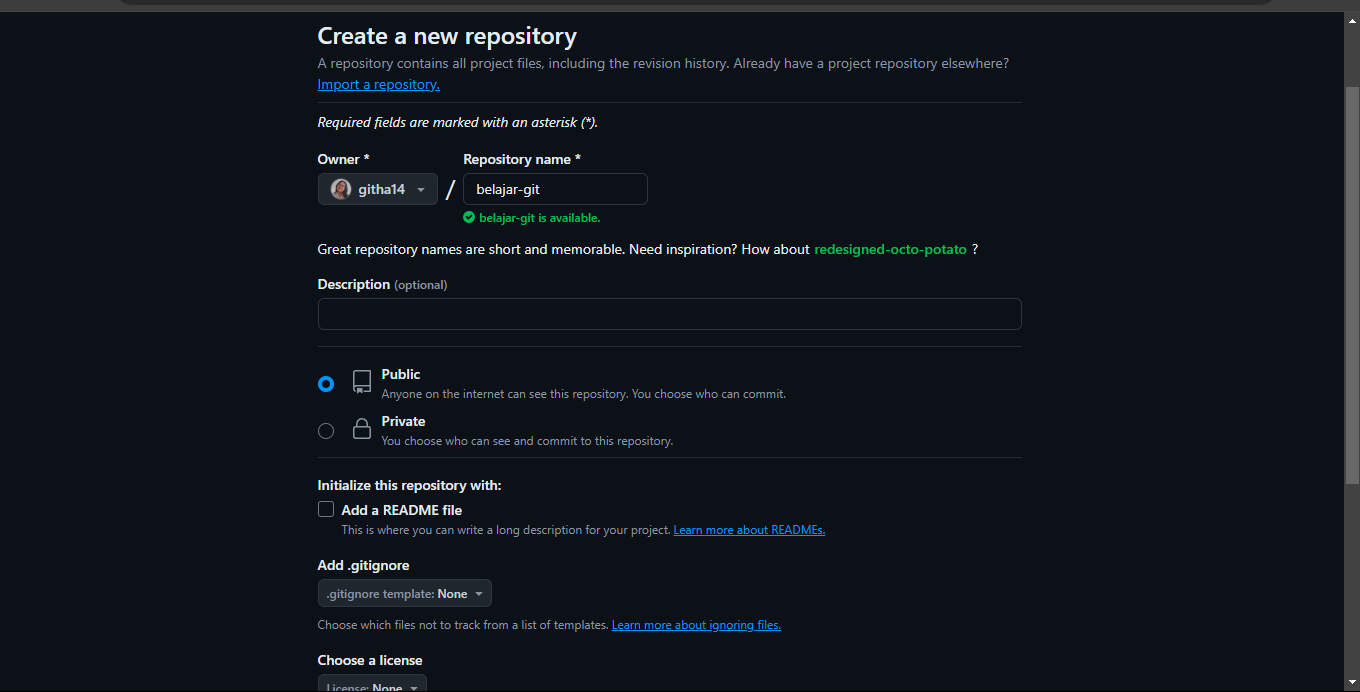 Create a new repository
A repository contains all project files, including the revision history. Already have a project repository elsewhere?
Import a repository.
Required fields are marked with an asterisk (*).
Owner * Repository name *
githa14 / belajar-git
belajar-git is available.
Great repository names are short and memorable. Need inspiration? How about redesigned-octo-potato ?
Description (optional)
Public
Anyone on the internet can see this repository. You choose who can commit.
Private
You choose who can see and commit to this repository.
Initialize this repository with:
Add a README file
This is where you can write a long description for your project. Learn more about READMEs.
Add .gitignore
.gitignore template: None
Choose which files not to track from a list of templates. Learn more about ignoring files.
Choose a license
License: None